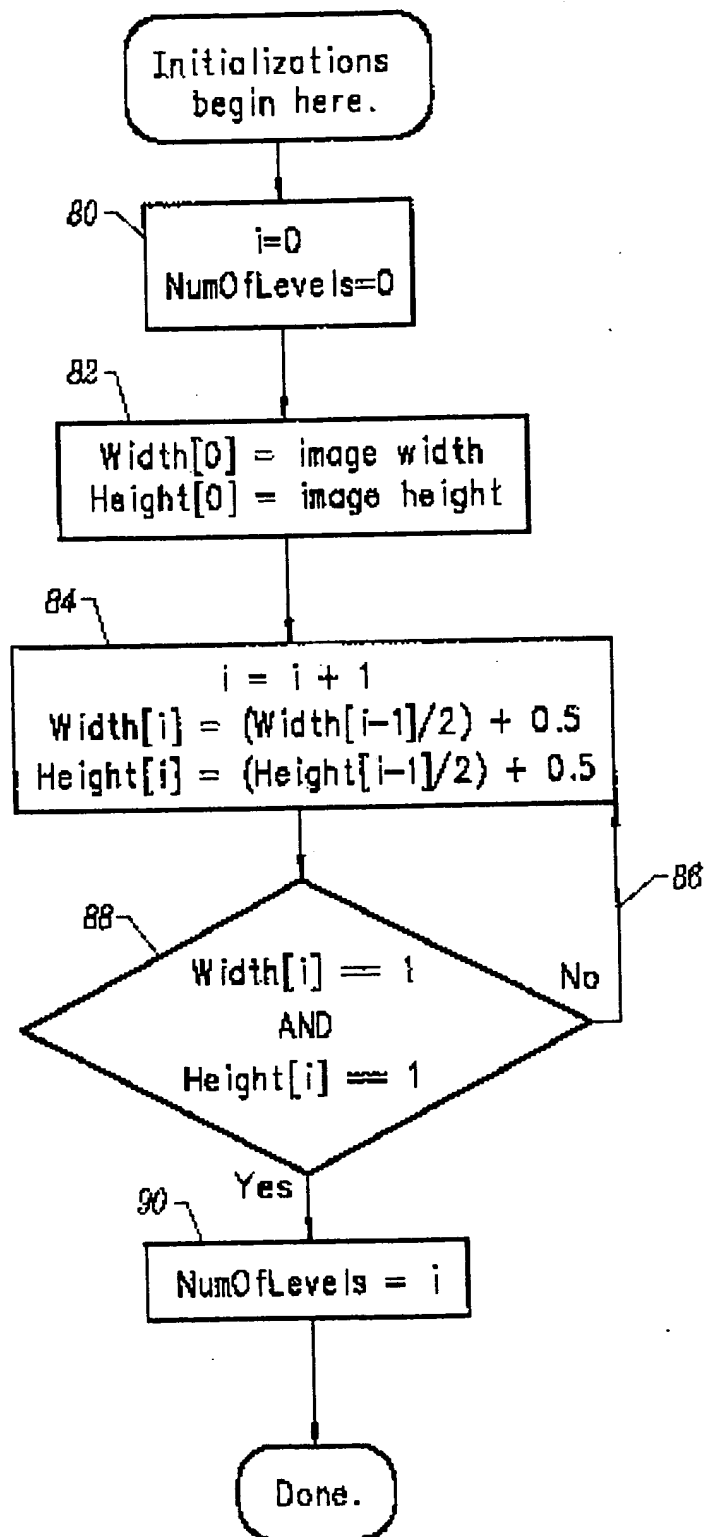 Initializations
begin here.
80
i=0
NumOfLevels=0
82
Width[0] = image width
Height[0] = image height
84
i = i + 1
Width[i] = (Width[i-1]/2) + 0.5
Height[i] = (Height[i-1]/2) + 0.5
86
88
Width[i] == 1
No
AND
Height[i] == 1
Yes
90
NumOfLevels = i
Done.